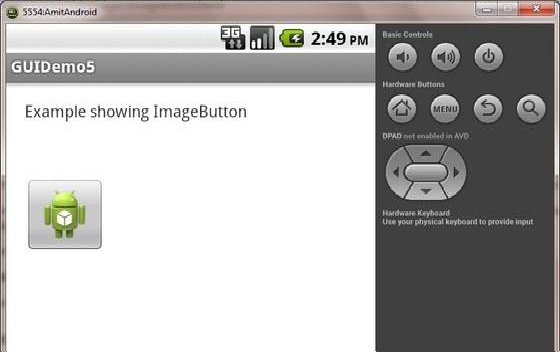 5554:AmitAndroid
3G 2:49 PM
GUIDemo5
Example showing ImageButton
Basic Controls
Hardware Buttons
MENU
DPAD not enabled in AVD
Hardware Keyboard
Use your physical keyboard to provide input